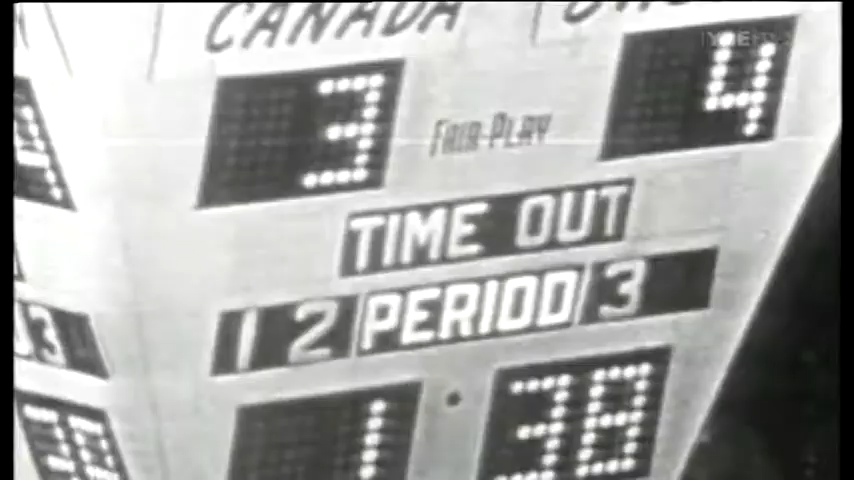 CANADA
3 4
FAIR-PLAY
TIME OUT
1 2 PERIOD 3
1 38